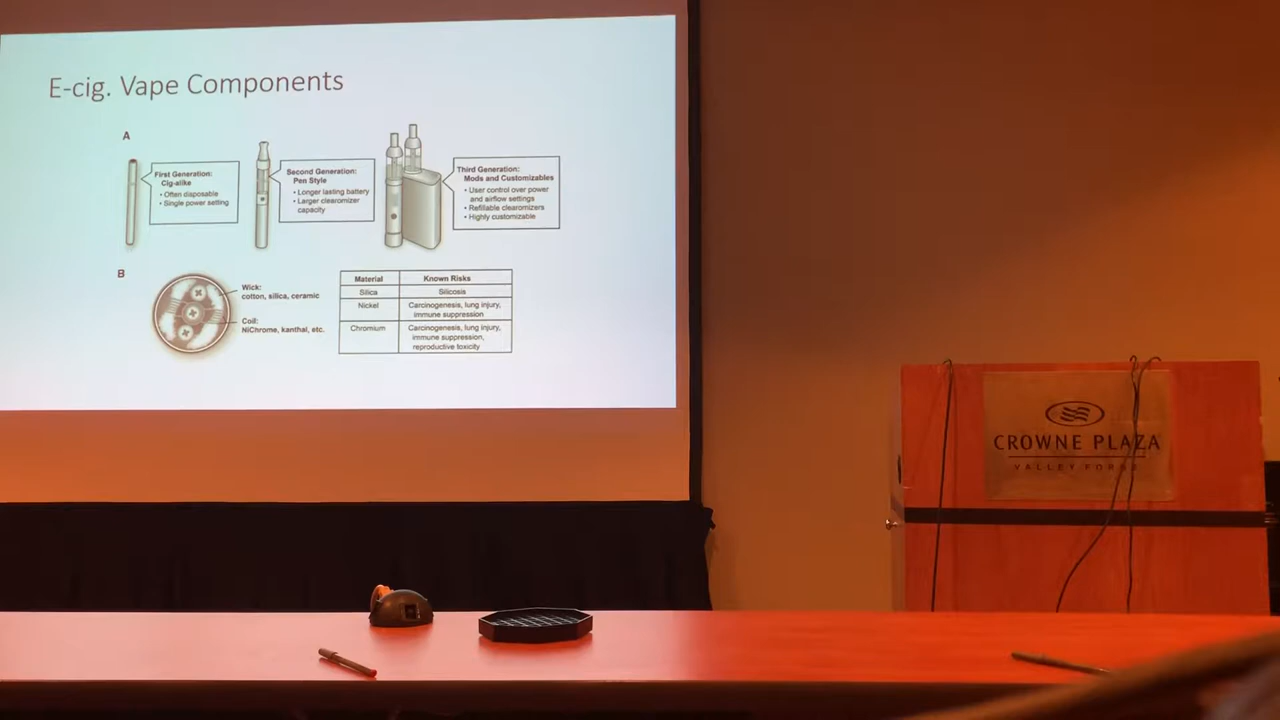 E-cig. Vape Components
A
First Generation:
Cig-alike
• Often disposable
• Single power setting
Second Generation:
Pen Style
• Longer lasting battery
• Larger clearomizer
capacity
Third Generation:
Mods and Customizables
• User control over power
and airflow settings
• Refillable clearomizers
• Highly customizable
B
Wick:
cotton, silica, ceramic
Coil:
NiChrome, kanthal, etc.
Material Known Risks
Silica Silicosis
Nickel Carcinogenesis, lung injury,
immune suppression
Chromium Carcinogenesis, lung injury,
immune suppression,
reproductive toxicity
CROWNE PLAZA
VALLEY FORGE